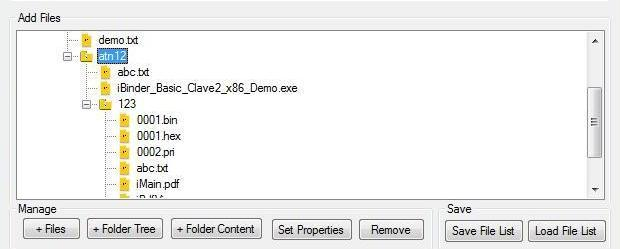 Add Files
demo.txt
atn12
abc.txt
iBinder_Basic_Clave2_x86_Demo.exe
123
0001.bin
0001.hex
0002.pri
abc.txt
iMain.pdf
Manage
+ Files
+ Folder Tree
+ Folder Content
Set Properties
Remove
Save
Save File List
Load File List